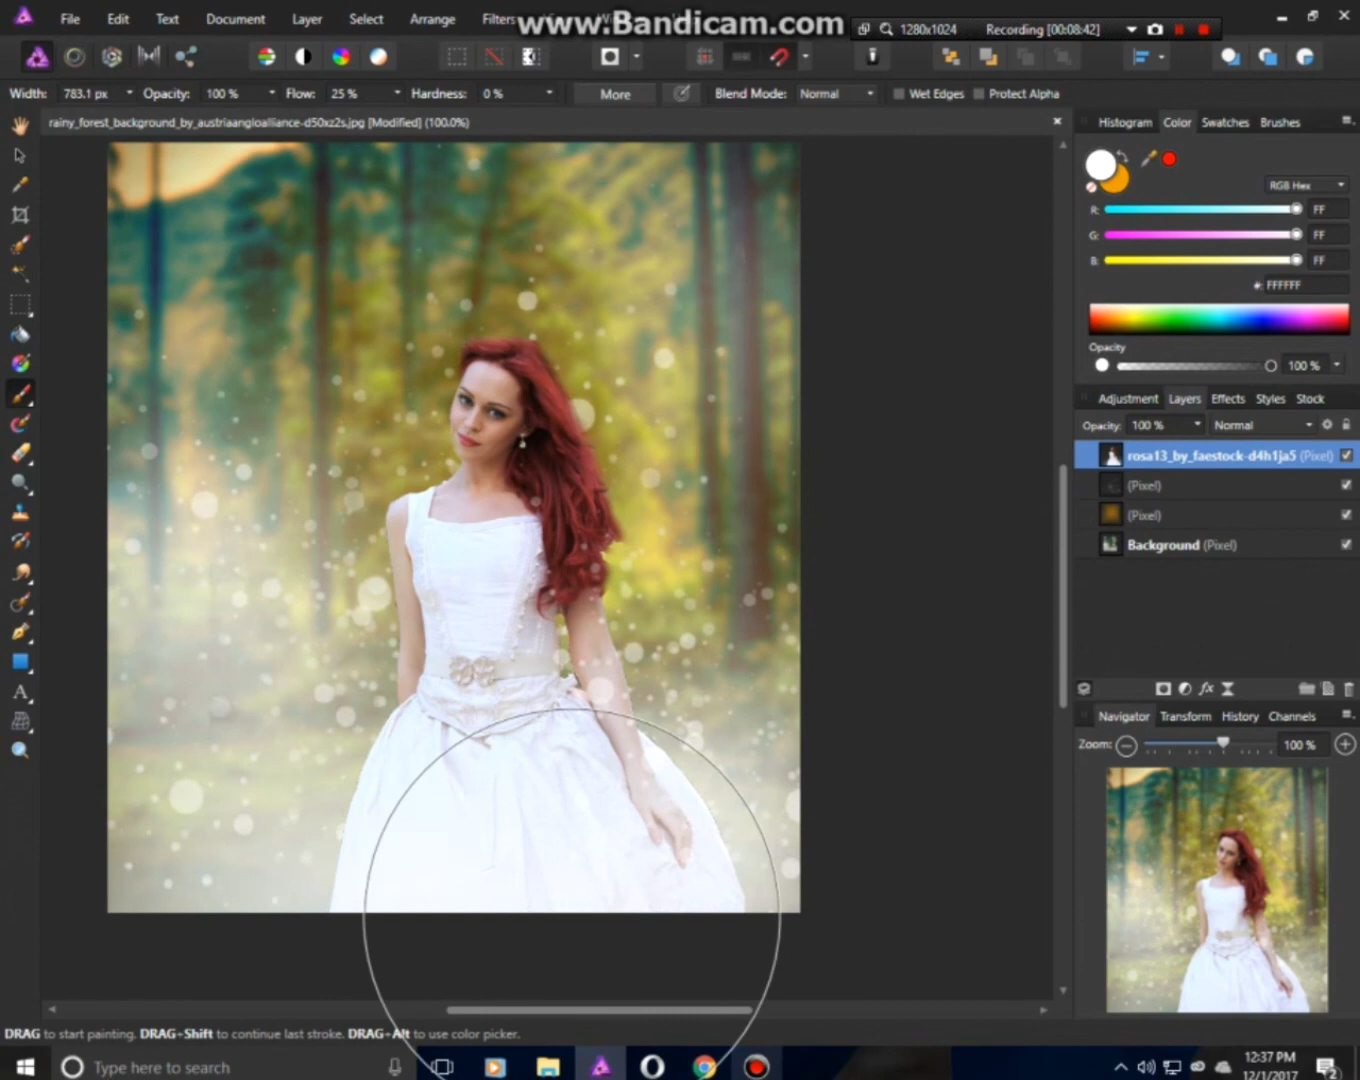 File Edit Text Document Layer Select Arrange Filters
www.Bandicam.com
1280x1024 Recording [00:08:42]
Width: 783.1 px Opacity: 100 % Flow: 25 % Hardness: 0 % More Blend Mode: Normal Wet Edges Protect Alpha
rainy_forest_background_by_austriaangloalliance-d50xz2s.jpg [Modified] (100.0%)
Histogram Color Swatches Brushes
RGB Hex
R: FF
G: FF
B: FF
#: FFFFFF
Opacity
100 %
Adjustment Layers Effects Styles Stock
Opacity: 100 % Normal
rosa13_by_faestock-d4h1ja5 (Pixel)
(Pixel)
(Pixel)
Background (Pixel)
fx
Navigator Transform History Channels
Zoom: 100 %
A
DRAG to start painting. DRAG+Shift to continue last stroke. DRAG+Alt to use color picker.
Type here to search
12:37 PM
12/1/2017
2